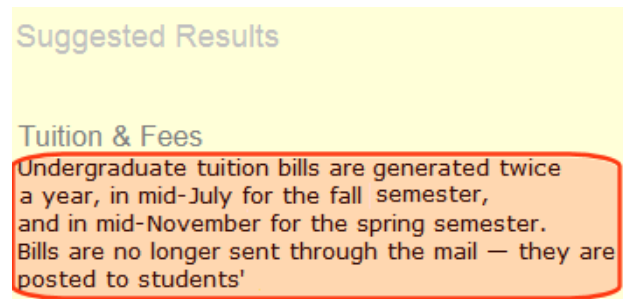 Suggested Results
Tuition & Fees
Undergraduate tuition bills are generated twice
a year, in mid-July for the fall semester,
and in mid-November for the spring semester.
Bills are no longer sent through the mail — they are
posted to students'